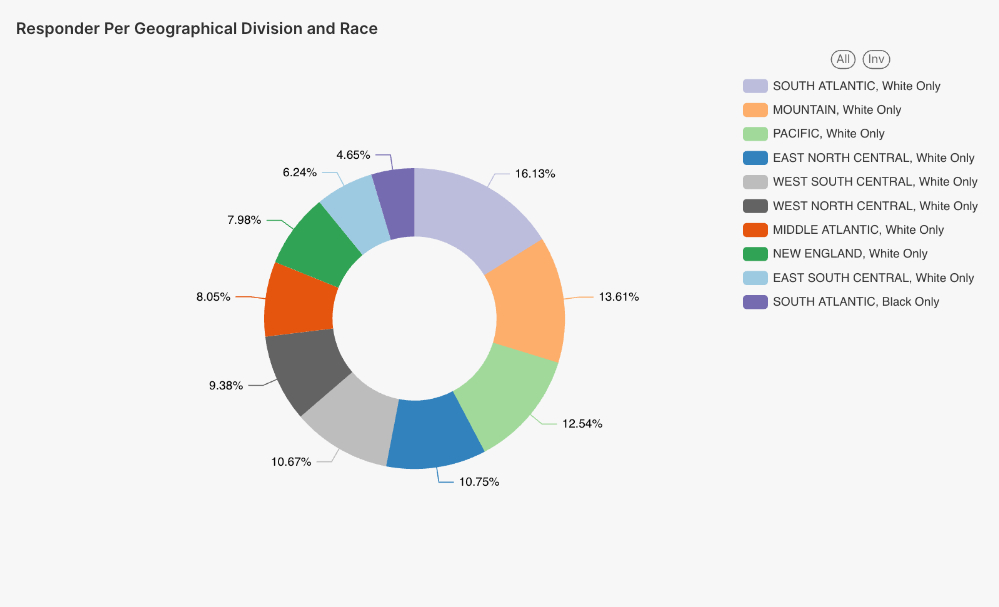 Responder Per Geographical Division and Race
All Inv
SOUTH ATLANTIC, White Only
MOUNTAIN, White Only
PACIFIC, White Only
EAST NORTH CENTRAL, White Only
WEST SOUTH CENTRAL, White Only
WEST NORTH CENTRAL, White Only
MIDDLE ATLANTIC, White Only
NEW ENGLAND, White Only
EAST SOUTH CENTRAL, White Only
SOUTH ATLANTIC, Black Only
4.65%
6.24%
16.13%
7.98%
8.05%
13.61%
9.38%
12.54%
10.67%
10.75%